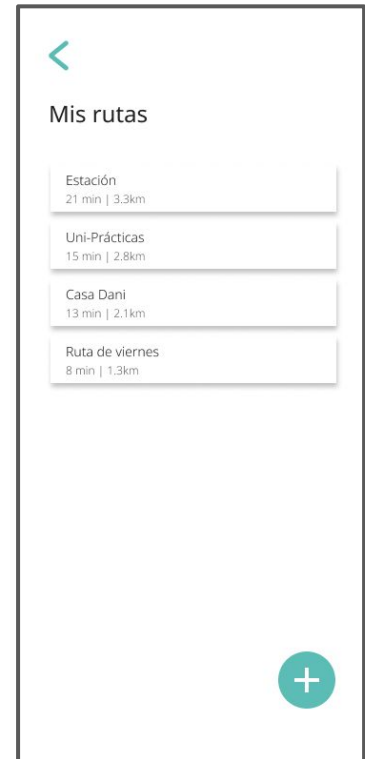 Mis rutas
Estación
21 min | 3.3km
Uni-Prácticas
15 min | 2.8km
Casa Dani
13 min | 2.1km
Ruta de viernes
8 min | 1.3km